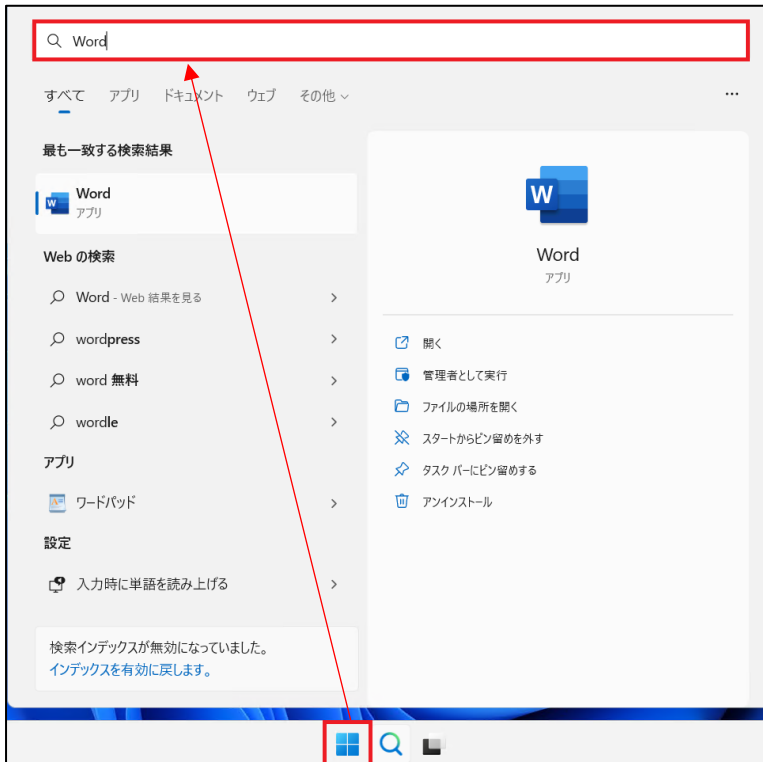 Word
すべて アプリ ドキュメント ウェブ その他
最も一致する検索結果
Word
アプリ
Web の検索
Word - Web 結果を見る
wordpress
word 無料
wordle
アプリ
ワードパッド
設定
入力時に単語を読み上げる
検索インデックスが無効になっていました。
インデックスを有効に戻します。
W
Word
アプリ
開く
管理者として実行
ファイルの場所を開く
スタートからピン留めを外す
タスク バーにピン留めする
アンインストール